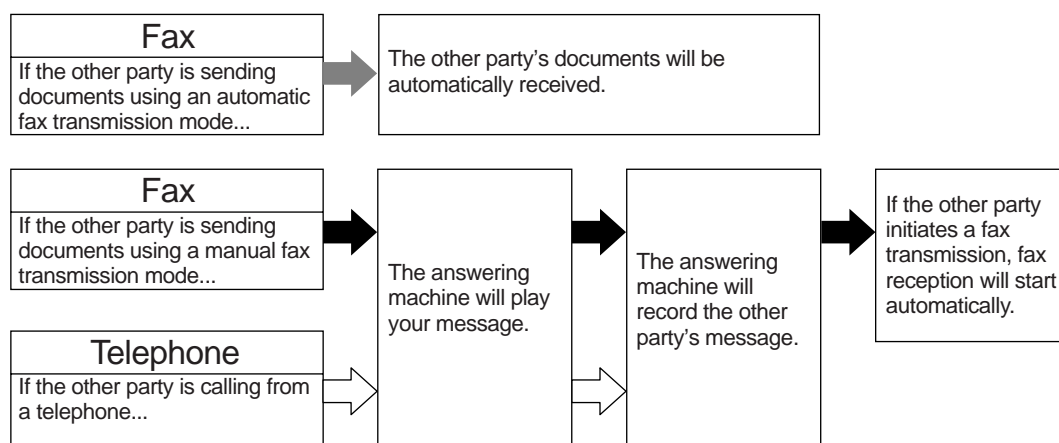 Fax
If the other party is sending
documents using an automatic
fax transmission mode...
The other party’s documents will be
automatically received.
Fax
If the other party is sending
documents using a manual fax
transmission mode...
The answering
machine will play
your message.
The answering
machine will
record the other
party’s message.
If the other party
initiates a fax
transmission, fax
reception will start
automatically.
Telephone
If the other party is calling from
a telephone...